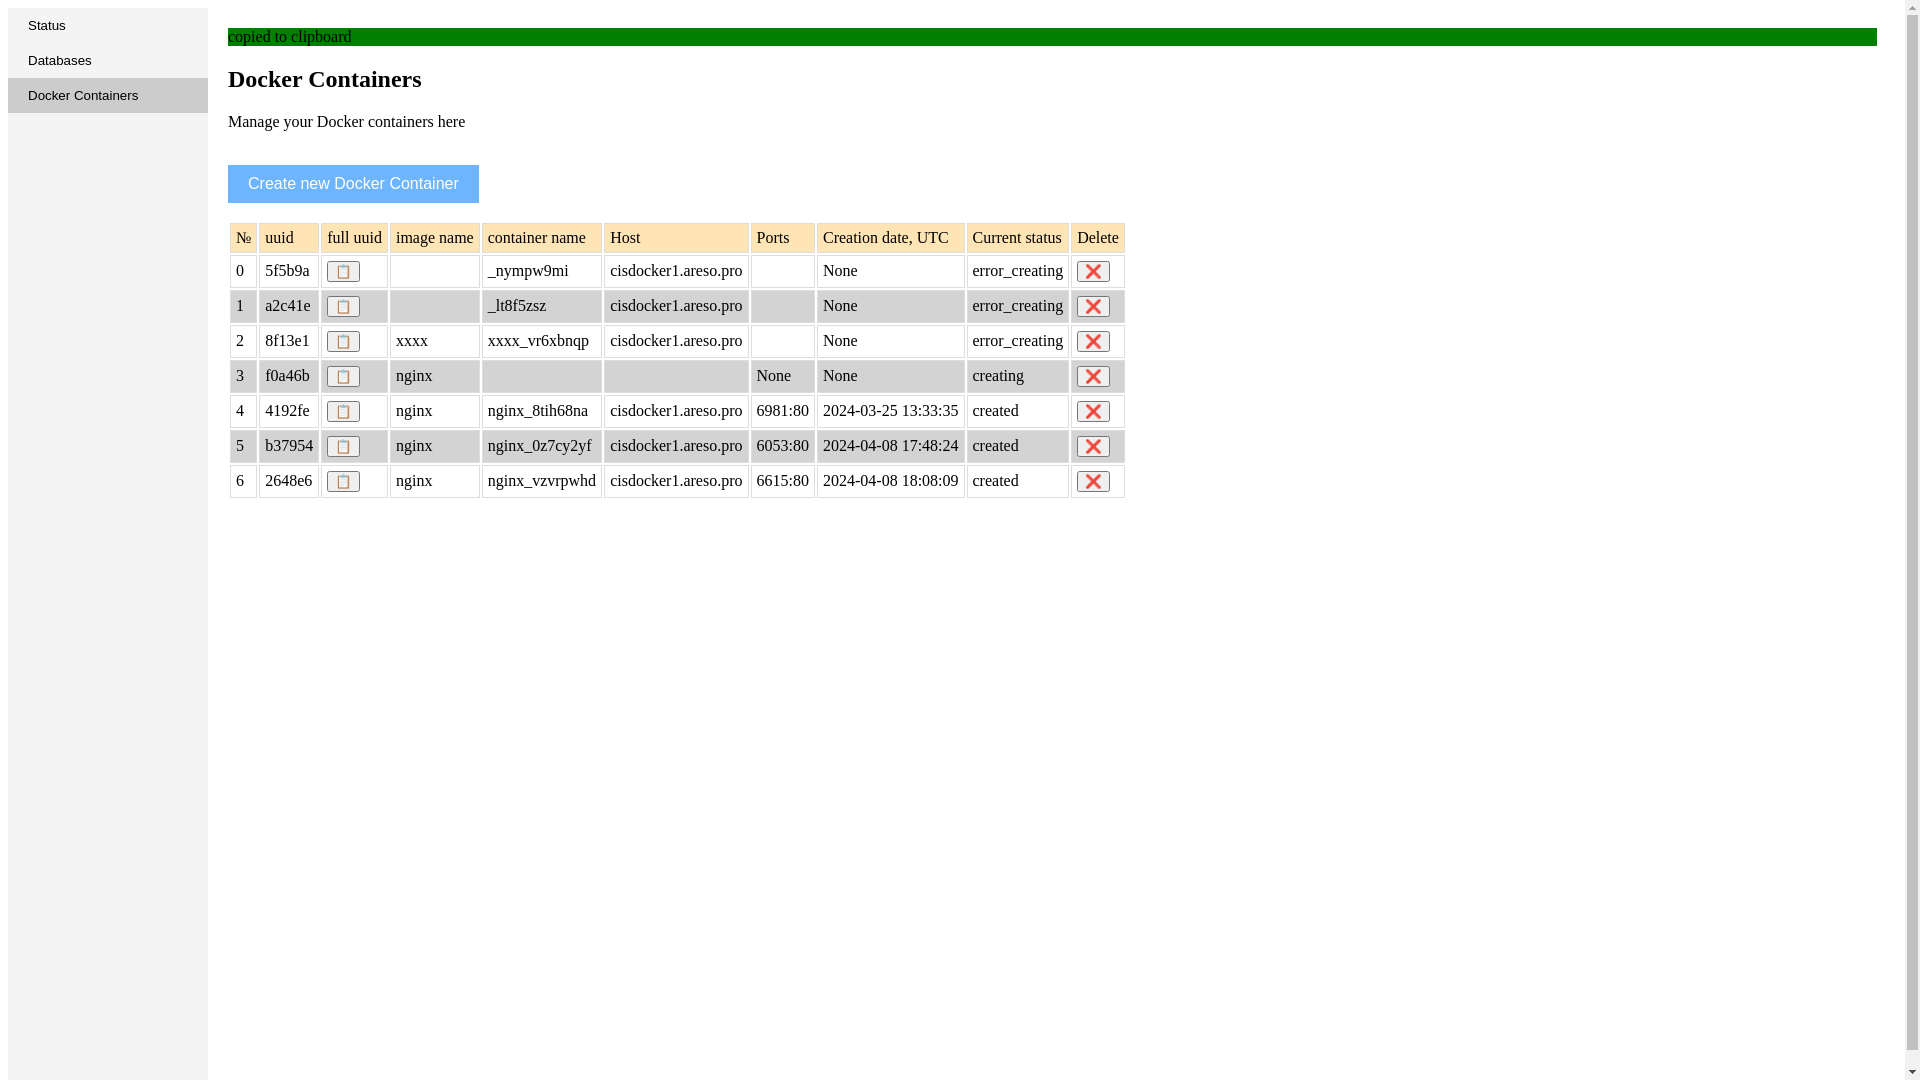 Status
Databases
Docker Containers
copied to clipboard
Docker Containers
Manage your Docker containers here
Create new Docker Container
№ uuid full uuid image name container name Host Ports Creation date, UTC Current status Delete
0 5f5b9a _nympw9mi cisdocker1.areso.pro None error_creating
1 a2c41e _lt8f5zsz cisdocker1.areso.pro None error_creating
2 8f13e1 xxxx xxxx_vr6xbnqp cisdocker1.areso.pro None error_creating
3 f0a46b nginx None None creating
4 4192fe nginx nginx_8tih68na cisdocker1.areso.pro 6981:80 2024-03-25 13:33:35 created
5 b37954 nginx nginx_0z7cy2yf cisdocker1.areso.pro 6053:80 2024-04-08 17:48:24 created
6 2648e6 nginx nginx_vzvrpwhd cisdocker1.areso.pro 6615:80 2024-04-08 18:08:09 created